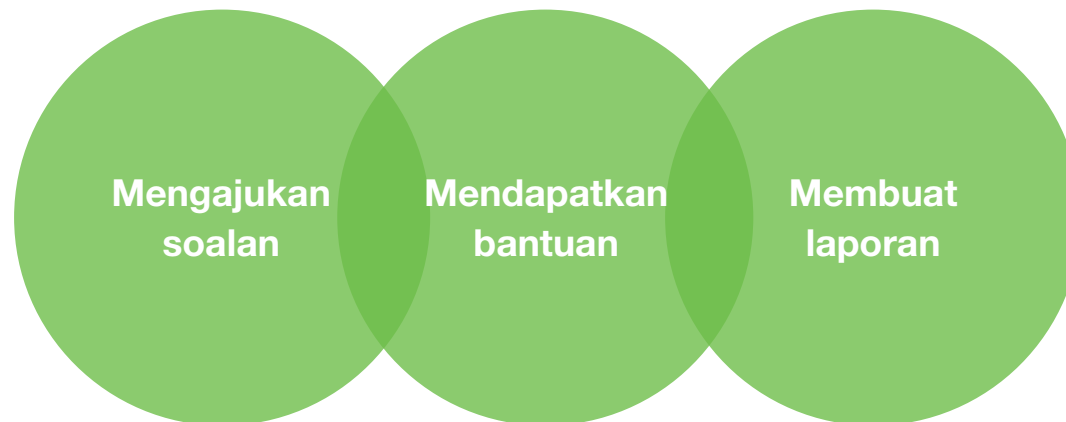 Mengajukan
soalan
Mendapatkan
bantuan
Membuat
laporan